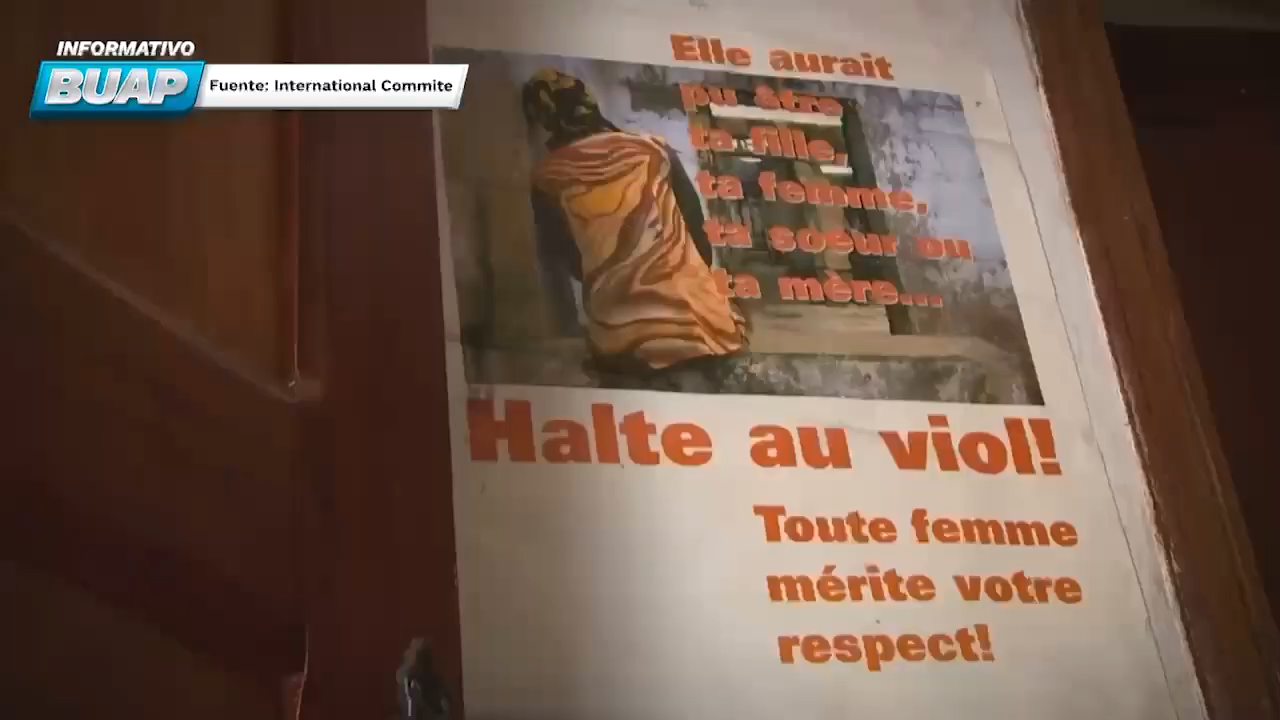 INFORMATIVO
BUAP
Fuente: International Commite
Elle aurait
pu être
ta fille,
ta femme,
ta soeur ou
ta mère...
Halte au viol!
Toute femme
mérite votre
respect!